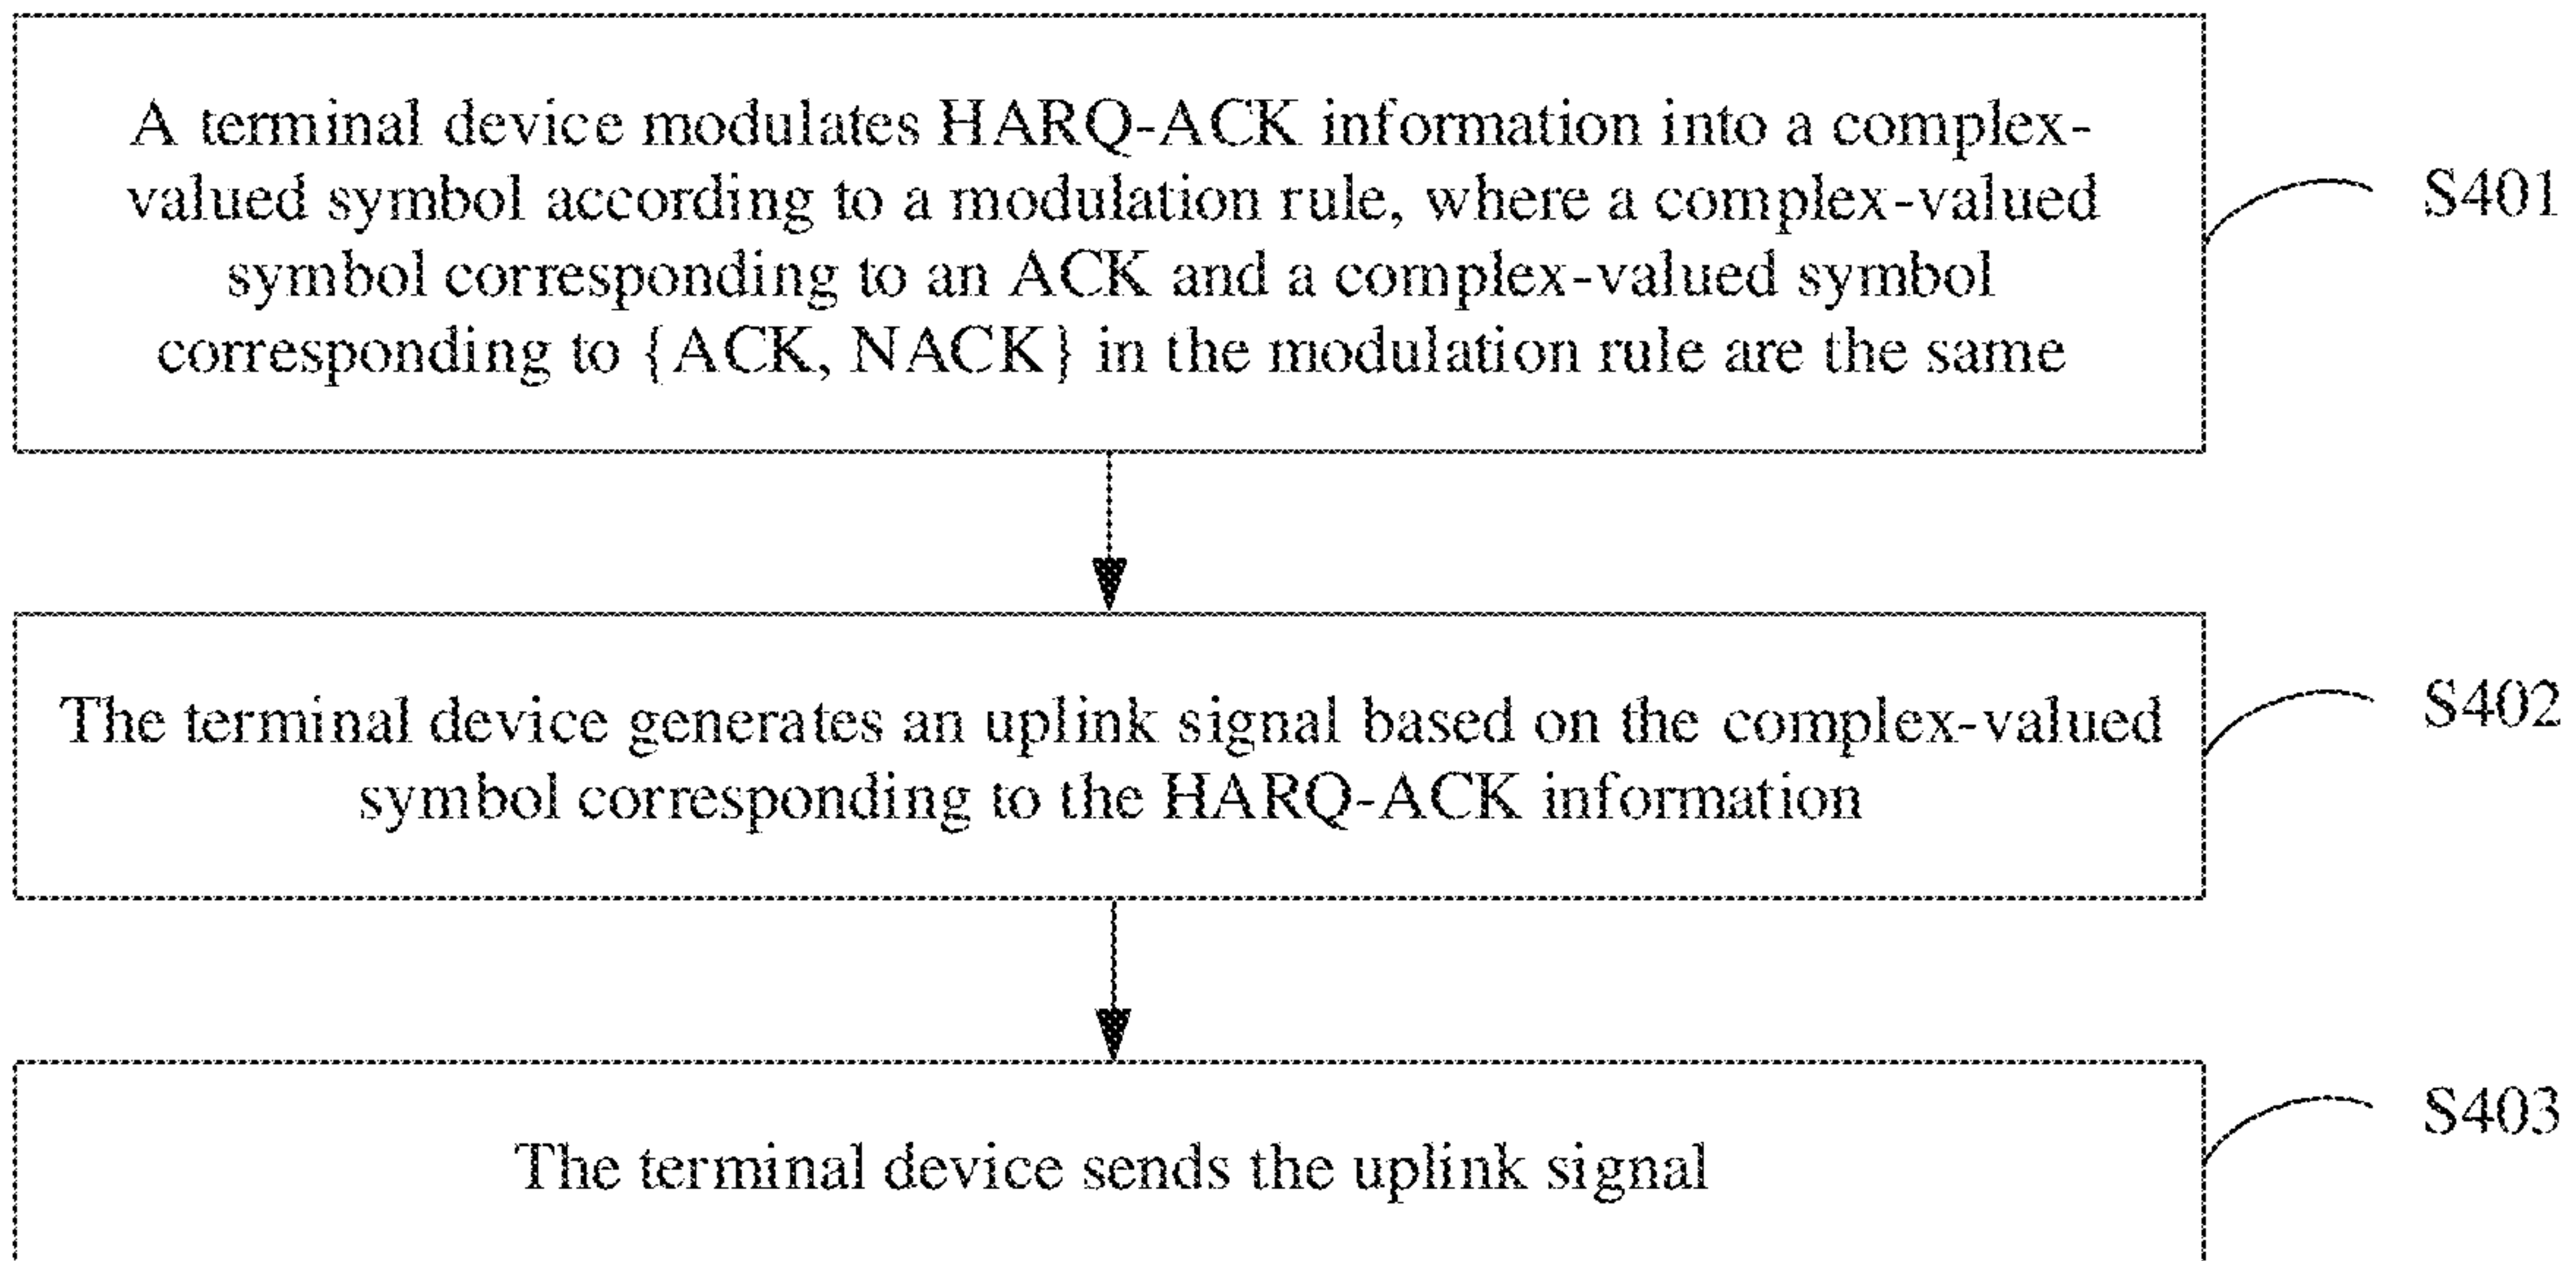 A terminal device modulates HARQ-ACK information into a complex-
valued symbol according to a modulation rule, where a complex-valued
symbol corresponding to an ACK and a complex-valued symbol
corresponding to {ACK, NACK} in the modulation rule are the same
S401
The terminal device generates an uplink signal based on the complex-valued
symbol corresponding to the HARQ-ACK information
S402
The terminal device sends the uplink signal
S403